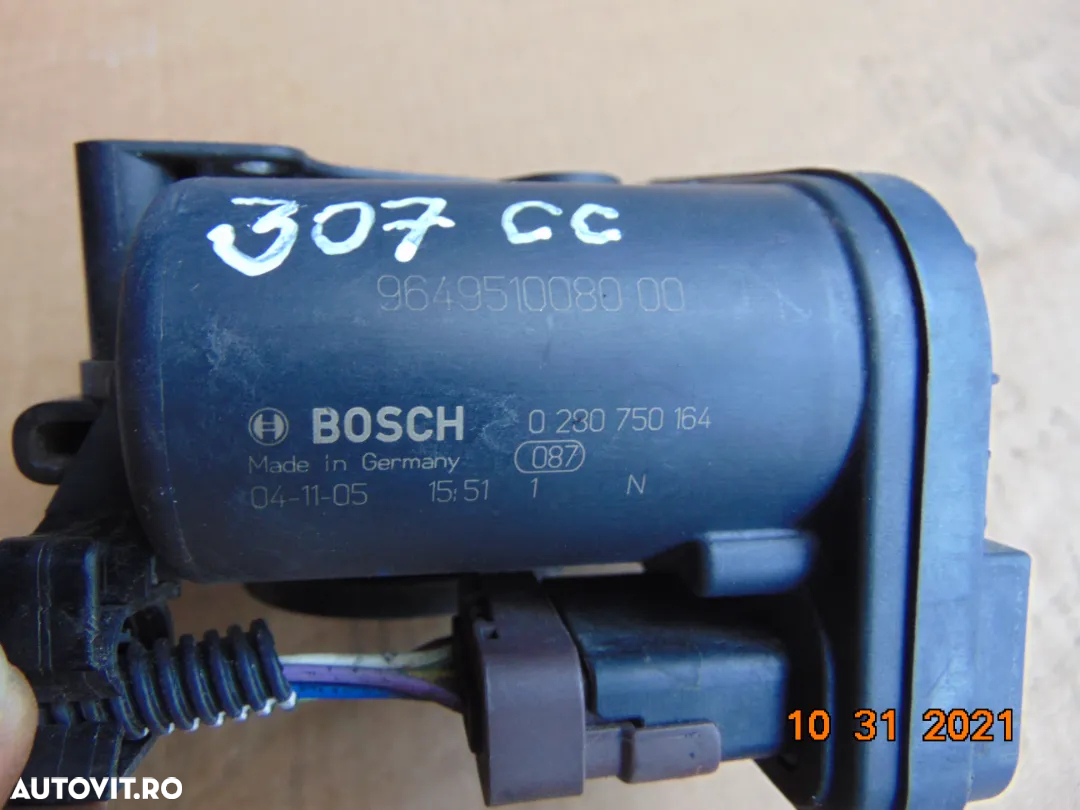 307 CC
9649510080 00
BOSCH 0 280 750 164
Made in Germany 087
04-11-05 15:51 1 N
10 31 2021
AUTOVIT.RO